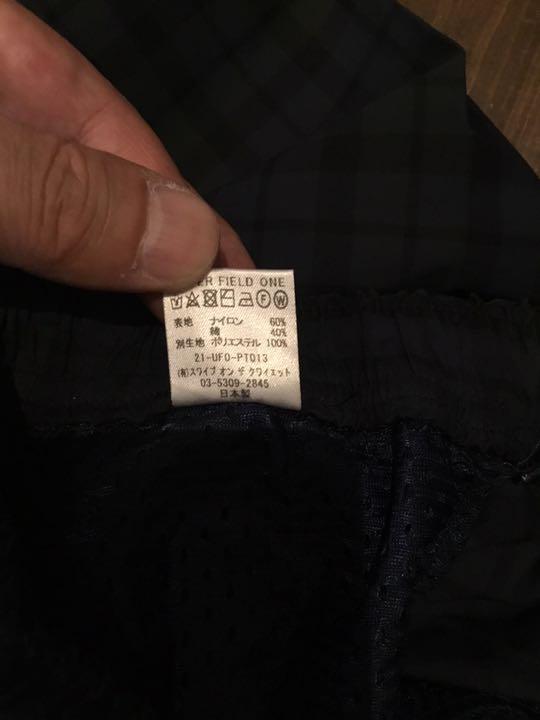 ER FIELD ONE
表地 ナイロン 60%
綿 40%
別生地 ポリエステル 100%
21-UFO-PT013
(有)スワイプ オン ザ クワイエット
03-5309-2845
日本製